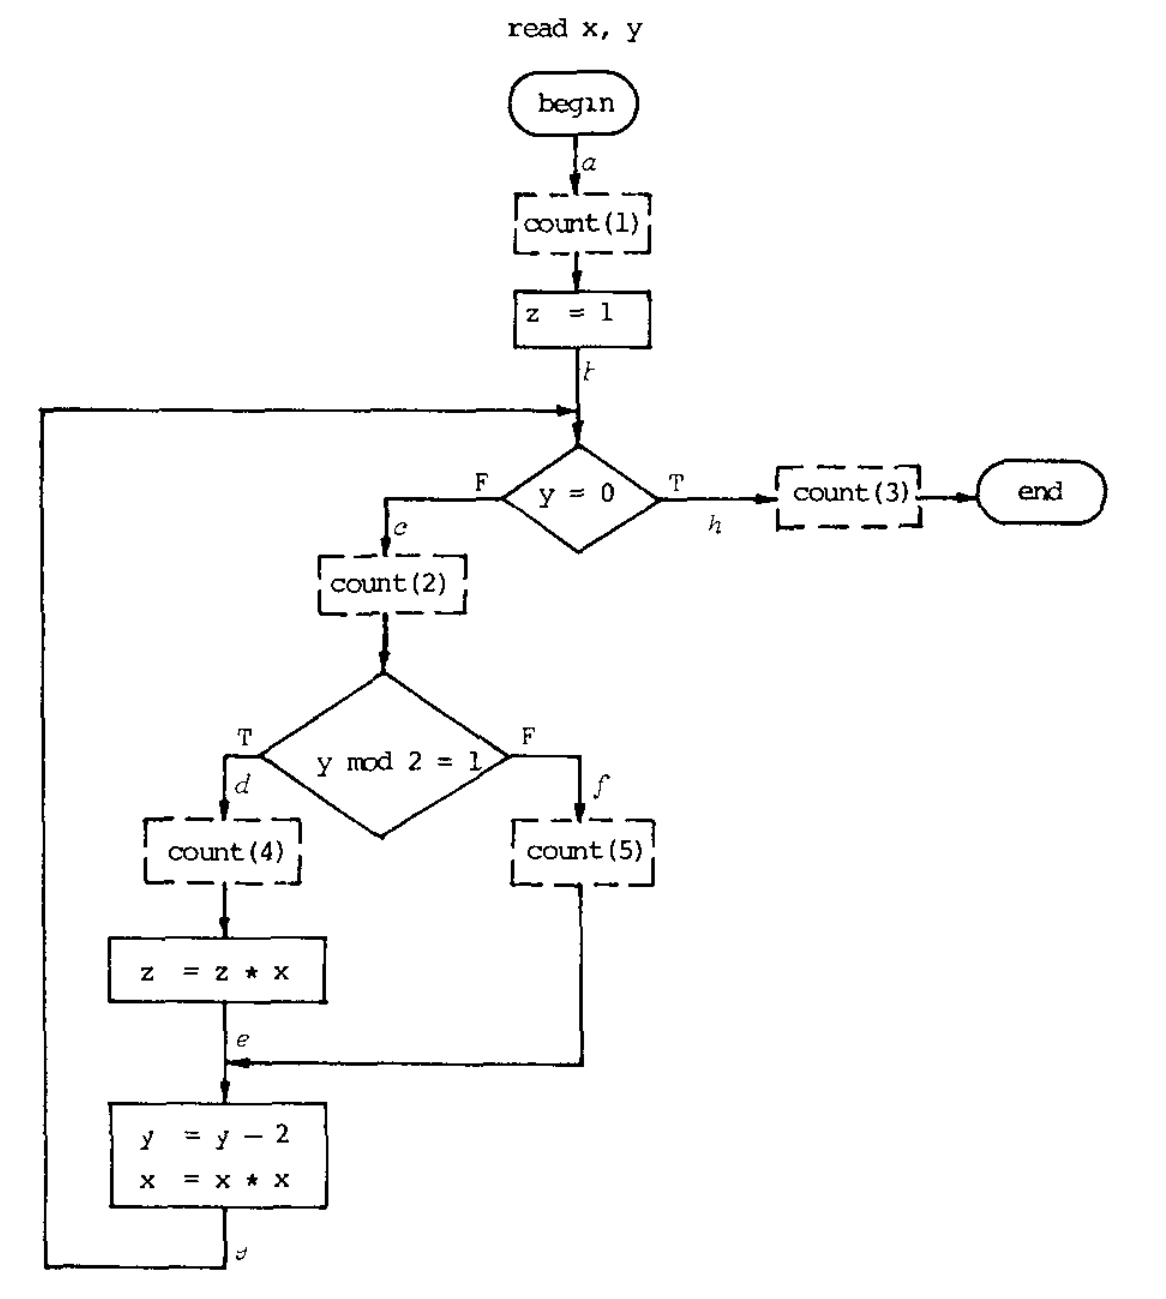 read x, y
begin
a
count(1)
z = 1
F
y = 0
T
count(3)
end
c
h
count(2)
T
F
y mod 2 = 1
d
f
count(4)
count(5)
z = z * x
e
y = y - 2
x = x * x